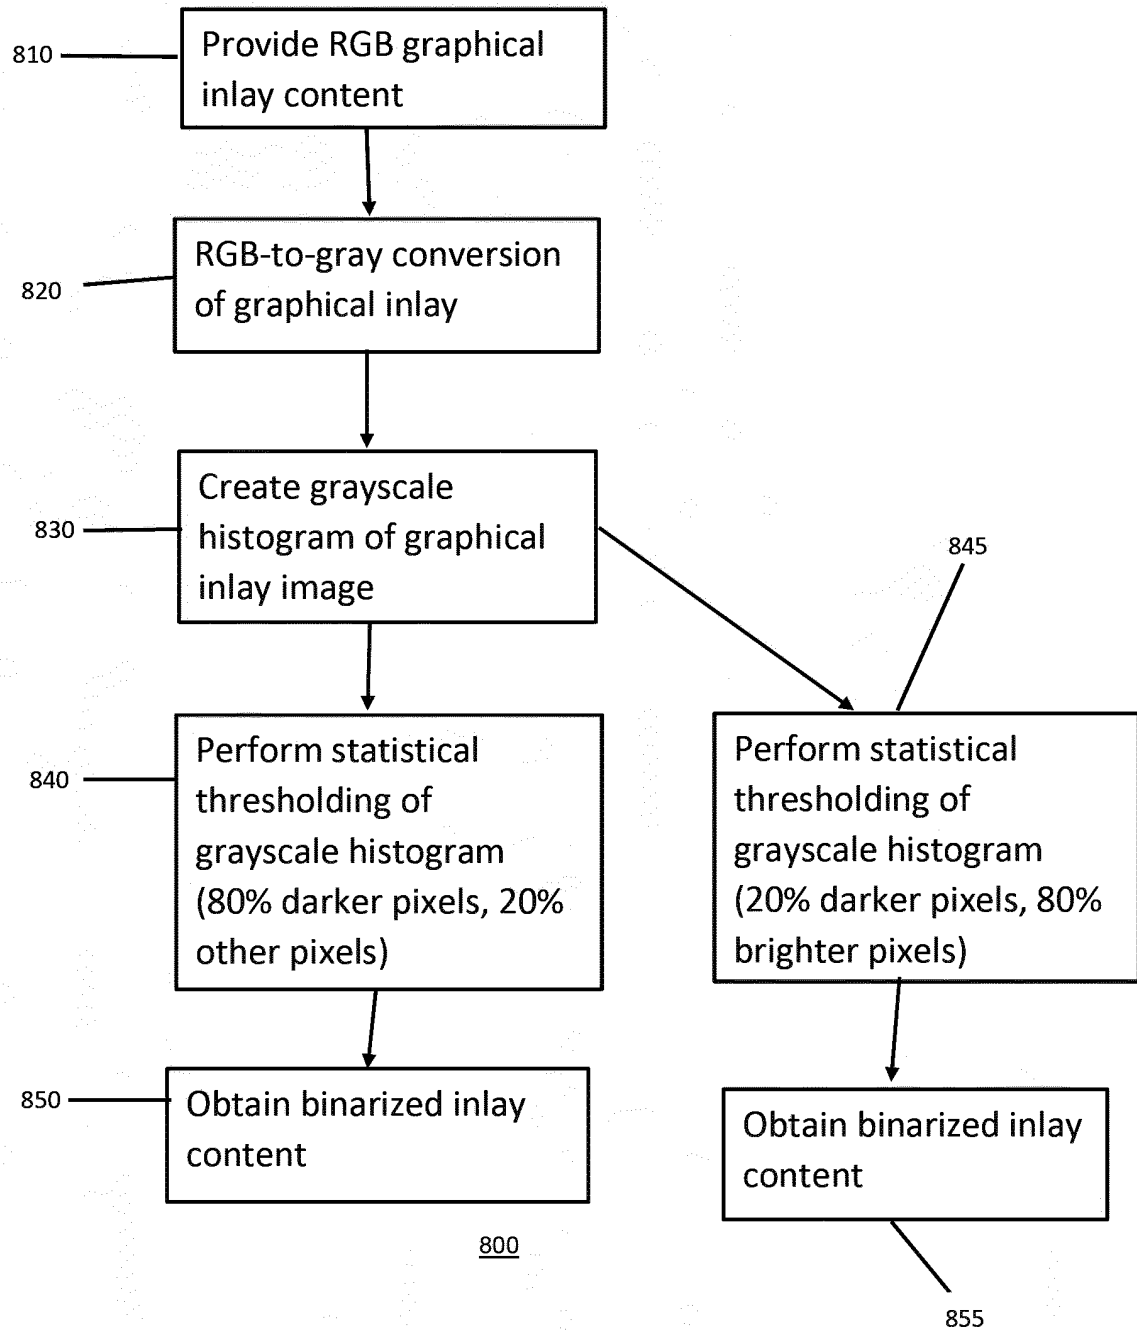 810
Provide RGB graphical
inlay content
820
RGB-to-gray conversion
of graphical inlay
830
Create grayscale
histogram of graphical
inlay image
845
840
Perform statistical
thresholding of
grayscale histogram
(80% darker pixels, 20%
other pixels)
Perform statistical
thresholding of
grayscale histogram
(20% darker pixels, 80%
brighter pixels)
850
Obtain binarized inlay
content
Obtain binarized inlay
content
800
855